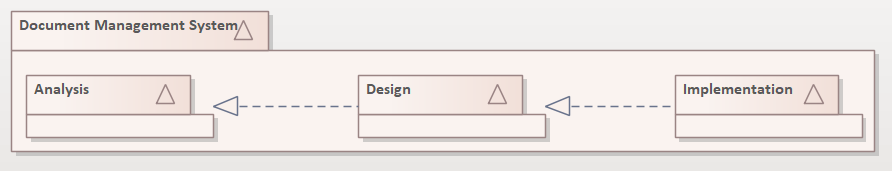 Document Management System
Analysis
Design
Implementation